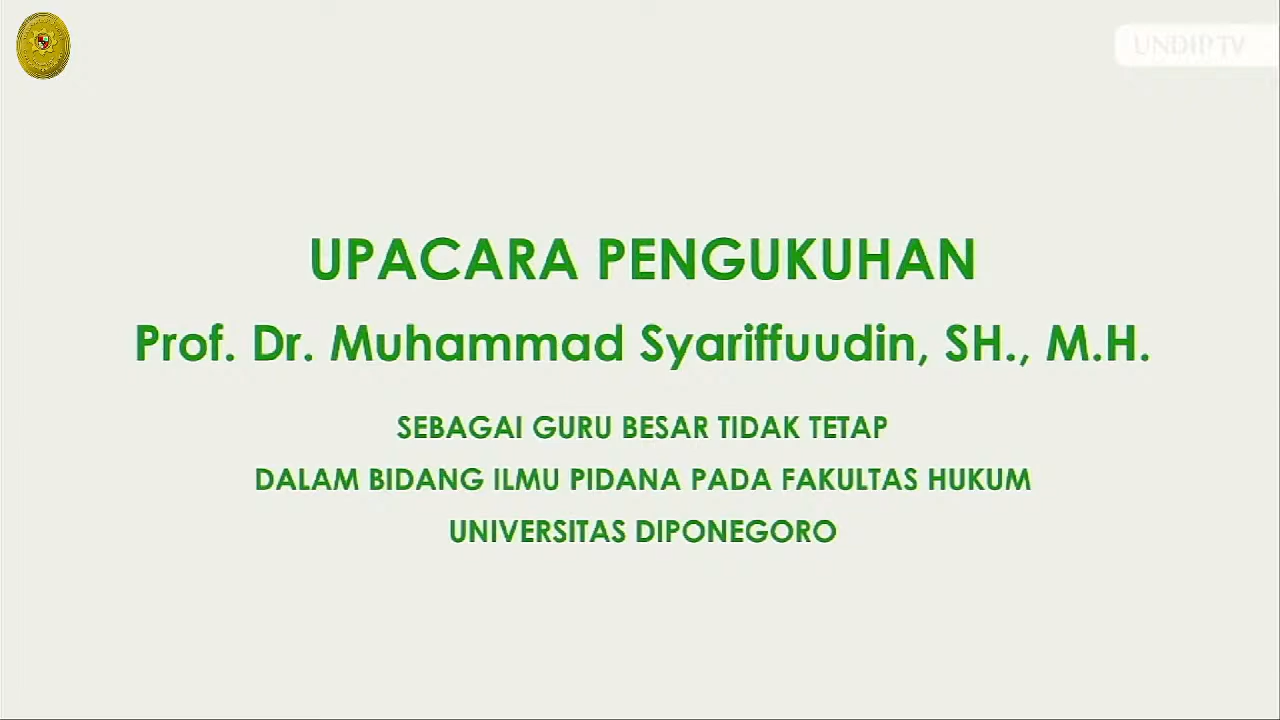 UNDIP TV
UPACARA PENGUKUHAN
Prof. Dr. Muhammad Syariffuudin, SH., M.H.
SEBAGAI GURU BESAR TIDAK TETAP
DALAM BIDANG ILMU PIDANA PADA FAKULTAS HUKUM
UNIVERSITAS DIPONEGORO